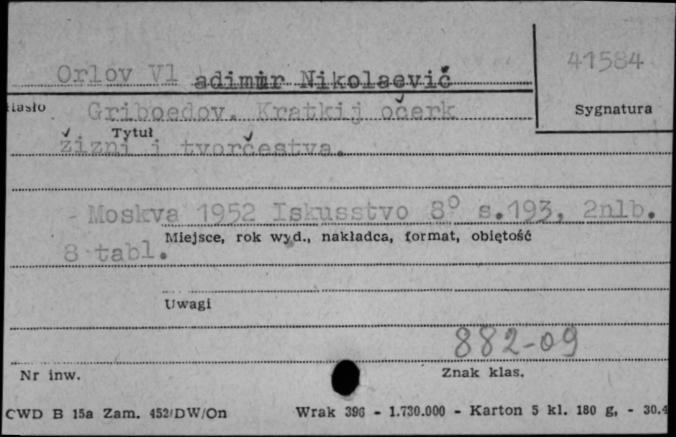 41584
Orlov Vladimir Nikolaevič
Hasło
Griboedov. Kratkij očerk
Sygnatura
Tytuł
žizni i tvorčestva.
- Moskva 1952 Iskusstvo 8° s.193, 2nlb.
Miejsce, rok wyd., nakładca, format, objętość
8 tabl.
Uwagi
882-09
Nr inw.
Znak klas.
CWD B 15a Zam. 452/DW/On Wrak 396 - 1.730.000 - Karton 5 kl. 180 g, - 30.4